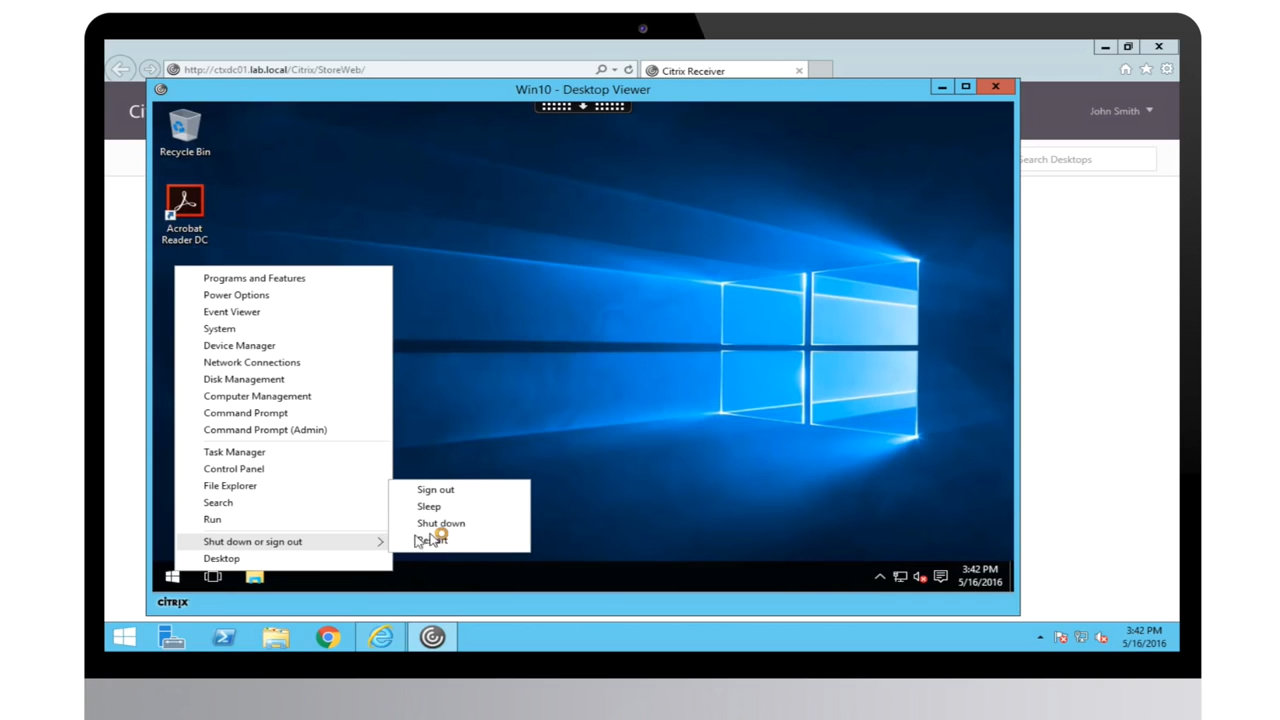 http://ctxdc01.lab.local/Citrix/StoreWeb/
Citrix Receiver
Win10 - Desktop Viewer
Ci
John Smith
Search Desktops
Recycle Bin
Acrobat
Reader DC
Programs and Features
Power Options
Event Viewer
System
Device Manager
Network Connections
Disk Management
Computer Management
Command Prompt
Command Prompt (Admin)
Task Manager
Control Panel
File Explorer
Search
Run
Shut down or sign out
Desktop
Sign out
Sleep
Shut down
3:42 PM
5/16/2016
CİTRIX
3:42 PM
5/16/2016